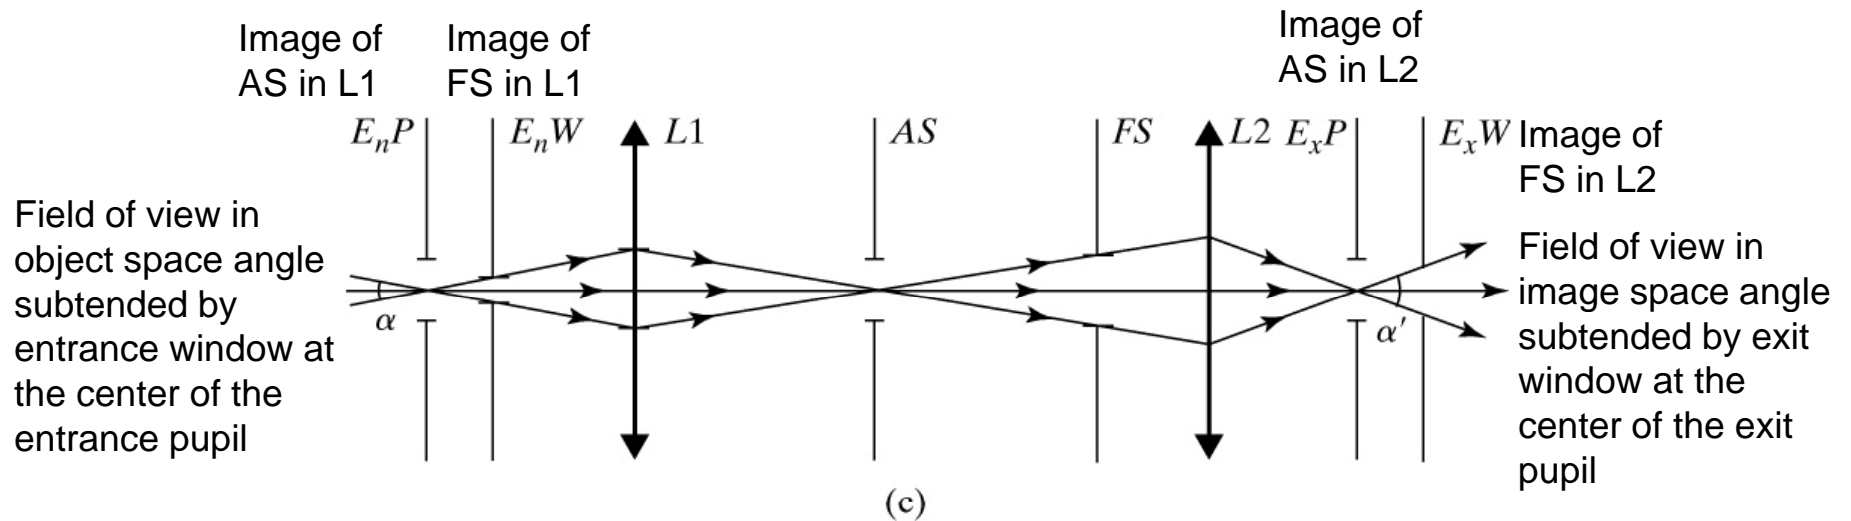 Image of
AS in L1
Image of
FS in L1
Image of
AS in L2
EₙP
EₙW
L1
AS
FS
L2
EₓP
EₓW
Image of
FS in L2
Field of view in
object space angle
subtended by
entrance window at
the center of the
entrance pupil
α
α′
Field of view in
image space angle
subtended by exit
window at the
center of the exit
pupil
(c)